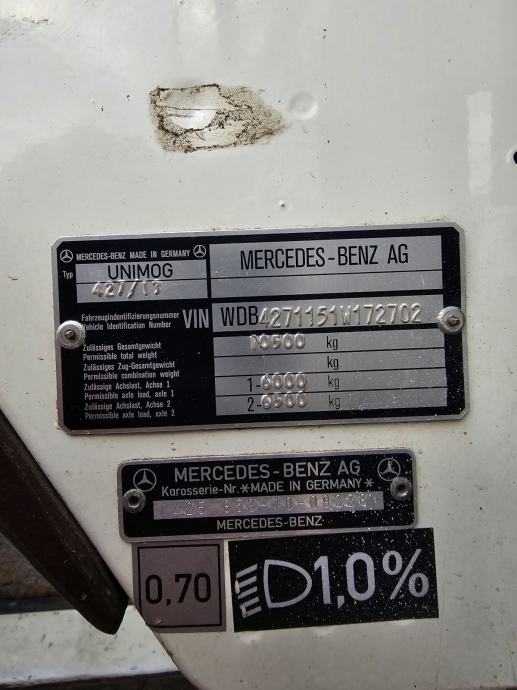 MERCEDES-BENZ MADE IN GERMANY
Typ UNIMOG
427/
MERCEDES-BENZ AG
Fahrzeugidentifizierungsnummer
Vehicle Identification Number
VIN WDB4271151W172702
Zulässiges Gesamtgewicht
Permissible total weight
10600 kg
Zulässiges Zug-Gesamtgewicht
Permissible combination weight
kg
Zulässige Achslast, Achse 1
Permissible axle load, axle 1
1-6000 kg
Zulässige Achslast, Achse 2
Permissible axle load, axle 2
2-6500 kg
MERCEDES-BENZ AG
Karosserie-Nr.*MADE IN GERMANY*
MERCEDES-BENZ
0,70
1,0%